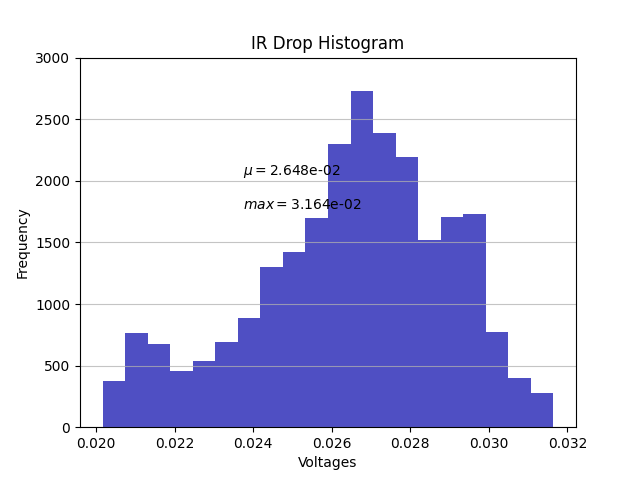 IR Drop Histogram
3000
2500
2000
1500
1000
500
0
Frequency
μ = 2.648e-02
max = 3.164e-02
0.020 0.022 0.024 0.026 0.028 0.030 0.032
Voltages